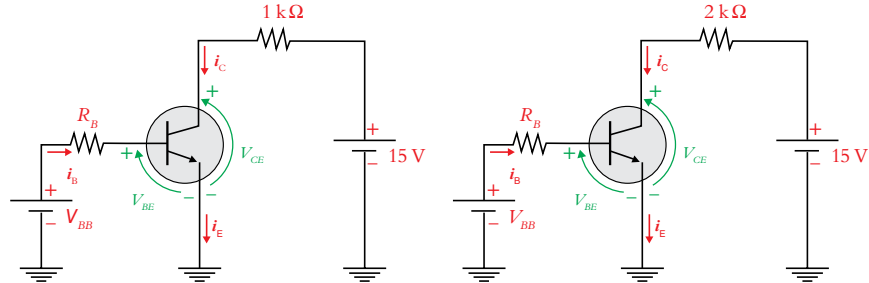 1 kΩ
i_C
+
R_B
+
V_CE
+
15 V
−
i_B
V_BE
−
−
+
V_BB
−
i_E
2 kΩ
i_C
+
R_B
+
V_CE
+
15 V
−
i_B
V_BE
−
−
+
V_BB
−
i_E